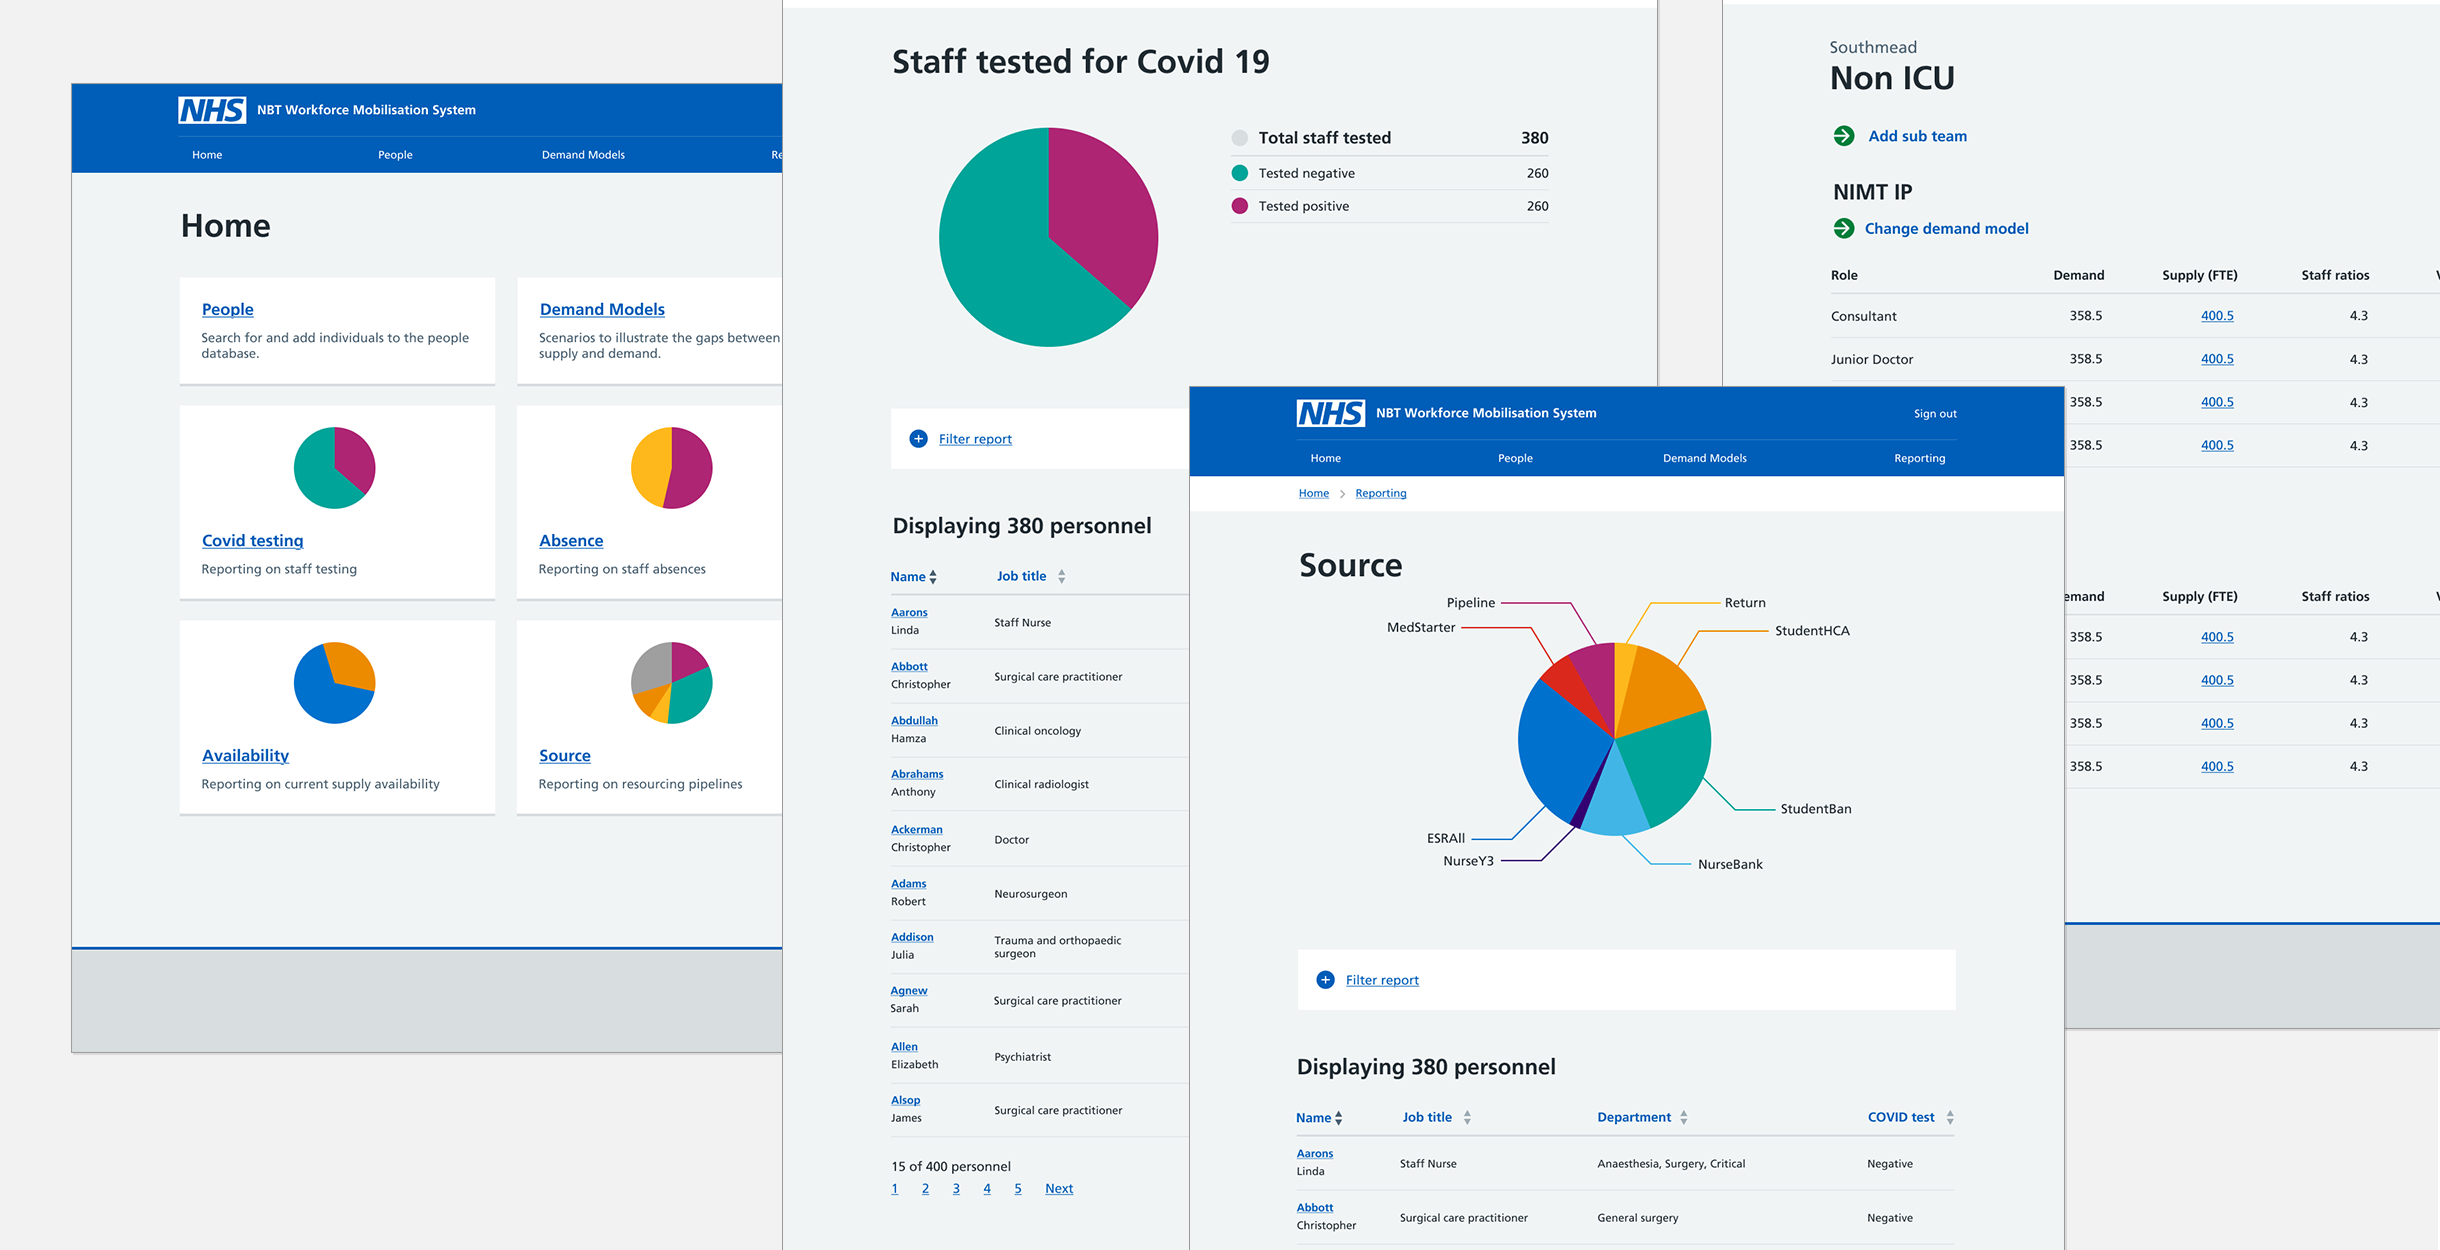 NHS NBT Workforce Mobilisation System
Home People Demand Models Re
Home
People
Search for and add individuals to the people
database.
Demand Models
Scenarios to illustrate the gaps between
supply and demand.
Covid testing
Reporting on staff testing
Absence
Reporting on staff absences
Availability
Reporting on current supply availability
Source
Reporting on resourcing pipelines
Staff tested for Covid 19
Total staff tested 380
Tested negative 260
Tested positive 260
Filter report
Displaying 380 personnel
Name Job title
Aarons
Linda
Staff Nurse
Abbott
Christopher
Surgical care practitioner
Abdullah
Hamza
Clinical oncology
Abrahams
Anthony
Clinical radiologist
Ackerman
Christopher
Doctor
Adams
Robert
Neurosurgeon
Addison
Julia
Trauma and orthopaedic
surgeon
Agnew
Sarah
Surgical care practitioner
Allen
Elizabeth
Psychiatrist
Alsop
James
Surgical care practitioner
15 of 400 personnel
1 2 3 4 5 Next
NHS NBT Workforce Mobilisation System Sign out
Home People Demand Models Reporting
Home Reporting
Source
Pipeline
Return
MedStarter
StudentHCA
StudentBan
ESRAll
NurseY3
NurseBank
Filter report
Displaying 380 personnel
Name Job title Department COVID test
Aarons
Linda
Staff Nurse Anaesthesia, Surgery, Critical Negative
Abbott
Christopher
Surgical care practitioner General surgery Negative
Southmead
Non ICU
Add sub team
NIMT IP
Change demand model
Role Demand Supply (FTE) Staff ratios
Consultant 358.5 400.5 4.3
Junior Doctor 358.5 400.5 4.3
358.5 400.5 4.3
358.5 400.5 4.3
emand Supply (FTE) Staff ratios
358.5 400.5 4.3
358.5 400.5 4.3
358.5 400.5 4.3
358.5 400.5 4.3